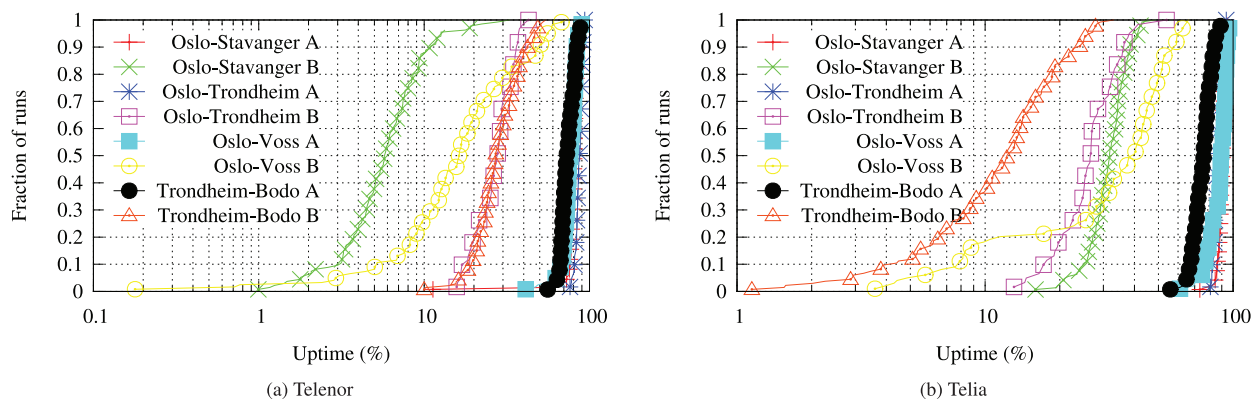 Fraction of runs
1
0.9
0.8
0.7
0.6
0.5
0.4
0.3
0.2
0.1
0
Oslo-Stavanger A
Oslo-Stavanger B
Oslo-Trondheim A
Oslo-Trondheim B
Oslo-Voss A
Oslo-Voss B
Trondheim-Bodo A
Trondheim-Bodo B
0.1 1 10 100
Uptime (%)
(a) Telenor
Fraction of runs
1
0.9
0.8
0.7
0.6
0.5
0.4
0.3
0.2
0.1
0
Oslo-Stavanger A
Oslo-Stavanger B
Oslo-Trondheim A
Oslo-Trondheim B
Oslo-Voss A
Oslo-Voss B
Trondheim-Bodo A
Trondheim-Bodo B
1 10 100
Uptime (%)
(b) Telia